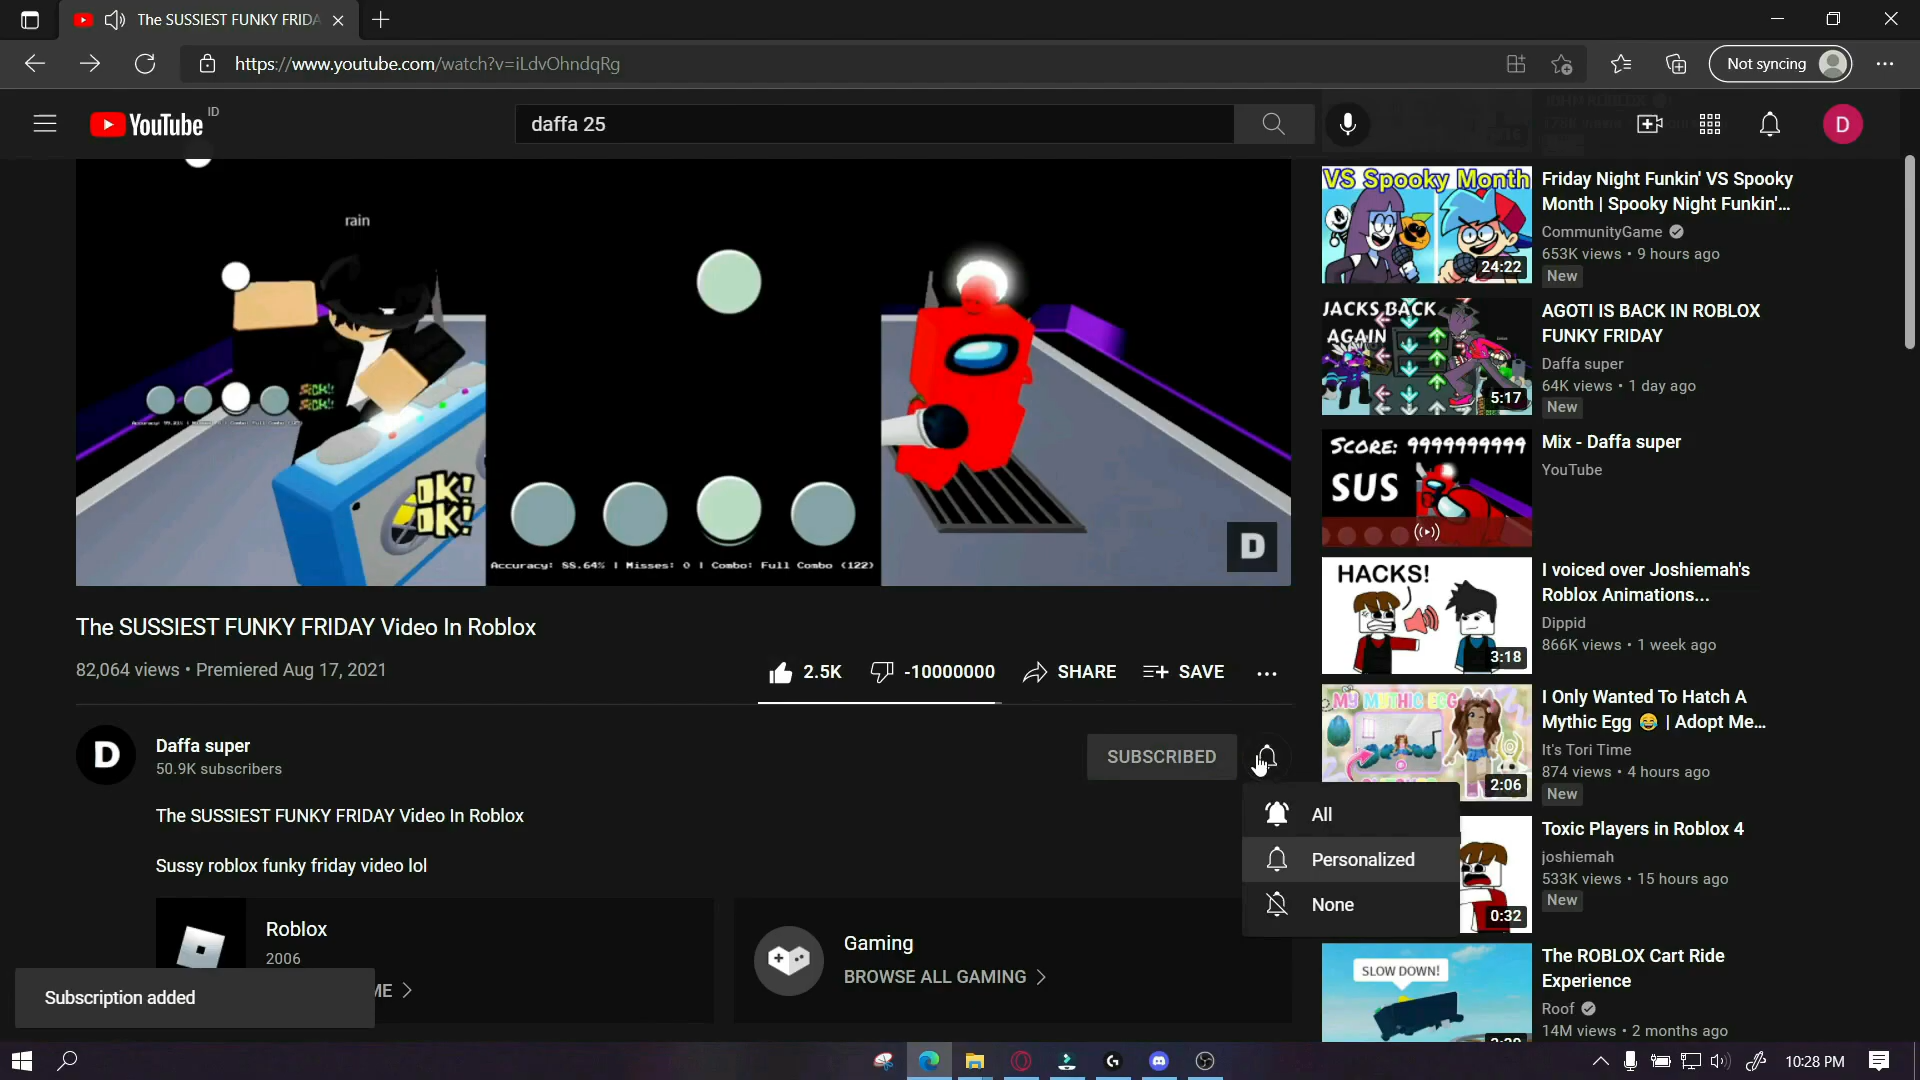 The SUSSIEST FUNKY FRIDA
https://www.youtube.com/watch?v=iLdvOhndqRg
Not syncing
YouTube ID
daffa 25
D
rain
OK!
OK!
Accuracy: 88.64% | Misses: 0 | Combo: Full Combo (122)
D
The SUSSIEST FUNKY FRIDAY Video In Roblox
82,064 views • Premiered Aug 17, 2021
2.5K
-10000000
SHARE
SAVE
D
Daffa super
50.9K subscribers
SUBSCRIBED
All
Personalized
None
The SUSSIEST FUNKY FRIDAY Video In Roblox
Sussy roblox funky friday video lol
Roblox
2006
ME
Gaming
BROWSE ALL GAMING
Subscription added
VS Spooky Month
24:22
Friday Night Funkin' VS Spooky
Month | Spooky Night Funkin'...
CommunityGame
653K views • 9 hours ago
New
JACKS BACK
AGAIN
5:17
AGOTI IS BACK IN ROBLOX
FUNKY FRIDAY
Daffa super
64K views • 1 day ago
New
SCORE: 9999999999
SUS
Mix - Daffa super
YouTube
HACKS!
3:18
I voiced over Joshiemah's
Roblox Animations...
Dippid
866K views • 1 week ago
MY MYTHIC EGG
2:06
I Only Wanted To Hatch A
Mythic Egg 😂 | Adopt Me...
It's Tori Time
874 views • 4 hours ago
New
0:32
Toxic Players in Roblox 4
joshiemah
533K views • 15 hours ago
New
SLOW DOWN!
The ROBLOX Cart Ride
Experience
Roof
14M views • 2 months ago
10:28 PM